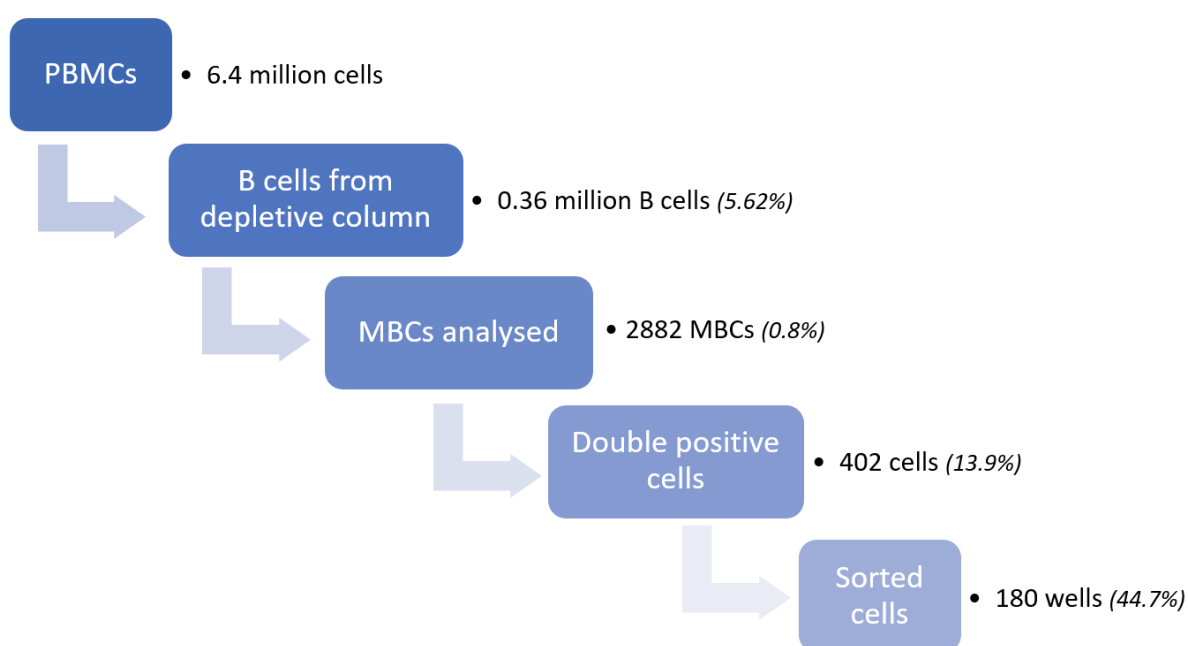 PBMCs
• 6.4 million cells
B cells from
depletive column
• 0.36 million B cells (5.62%)
MBCs analysed
• 2882 MBCs (0.8%)
Double positive
cells
• 402 cells (13.9%)
Sorted
cells
• 180 wells (44.7%)